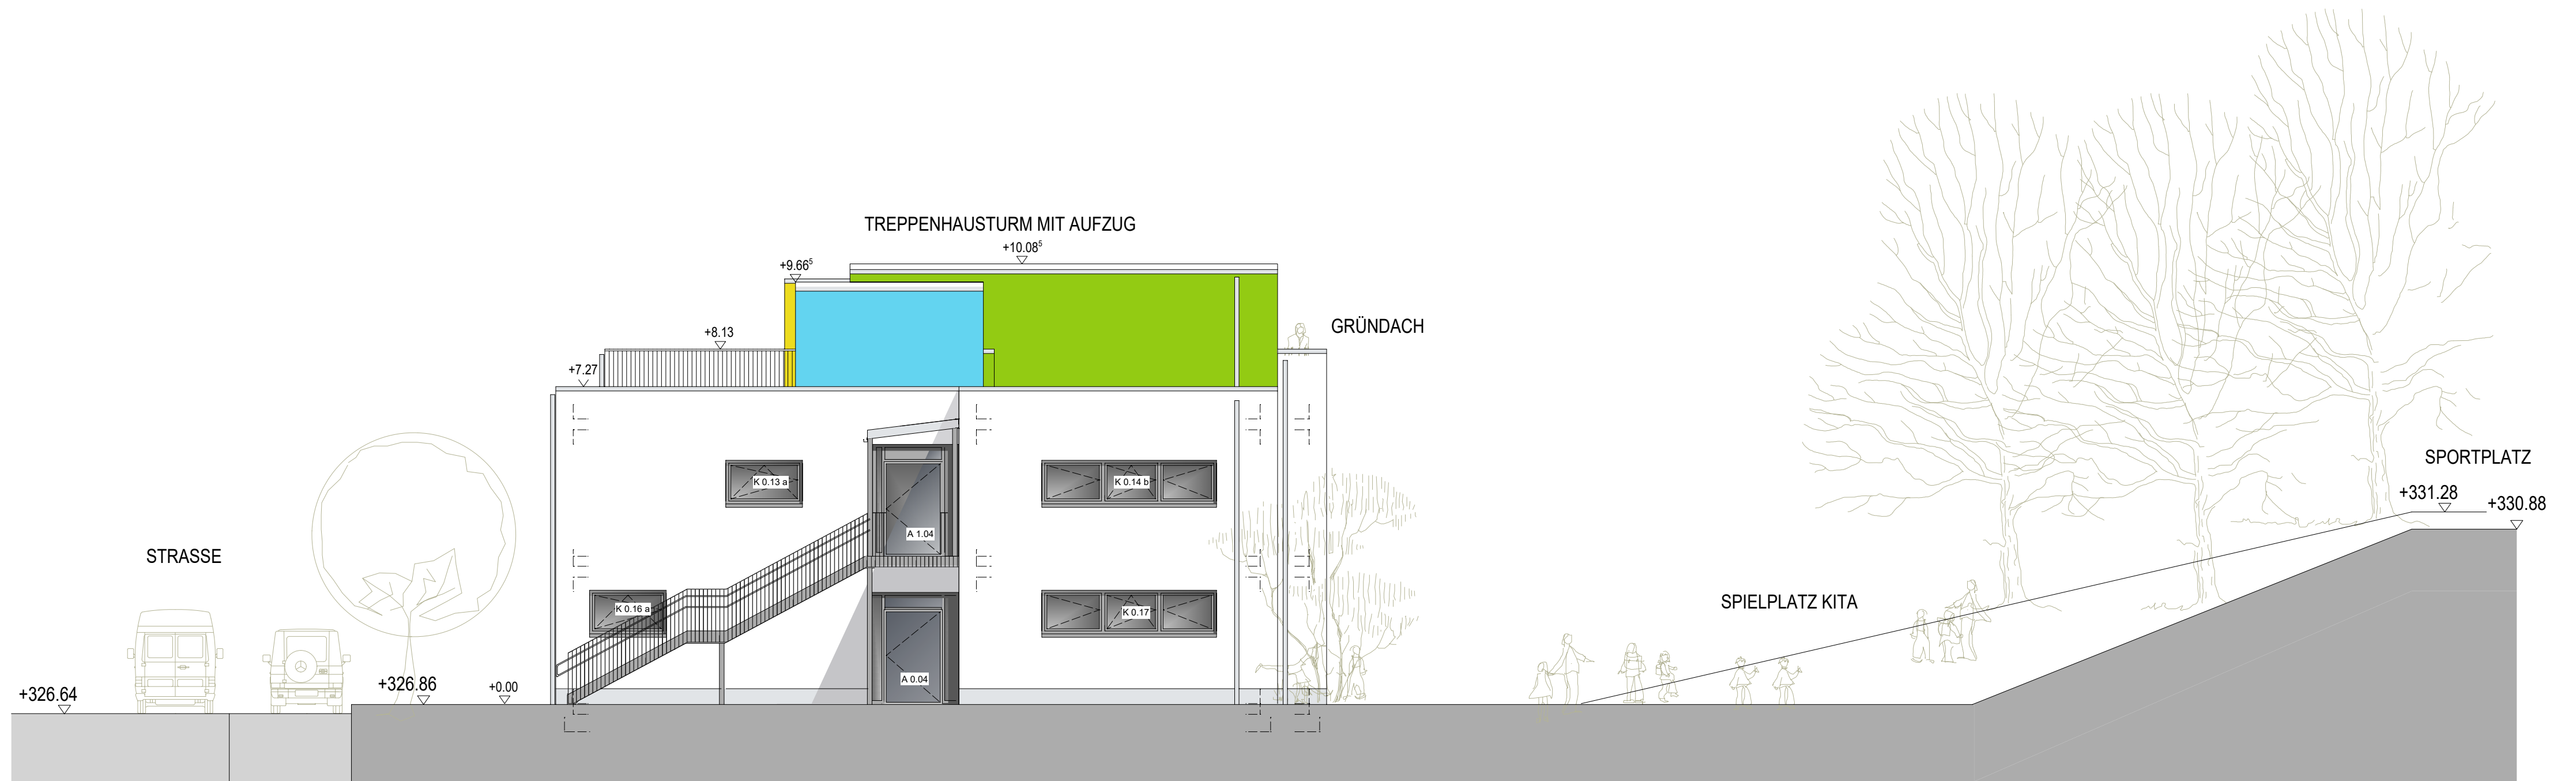 TREPPENHAUSTURM MIT AUFZUG
+10.08⁵
+9.66⁵
+8.13
GRÜNDACH
+7.27
SPORTPLATZ
K 0.13 a
K 0.14 b
+331.28
+330.88
A 1.04
STRASSE
K 0.16 a
K 0.17
SPIELPLATZ KITA
A 0.04
+326.64
+326.86
+0.00